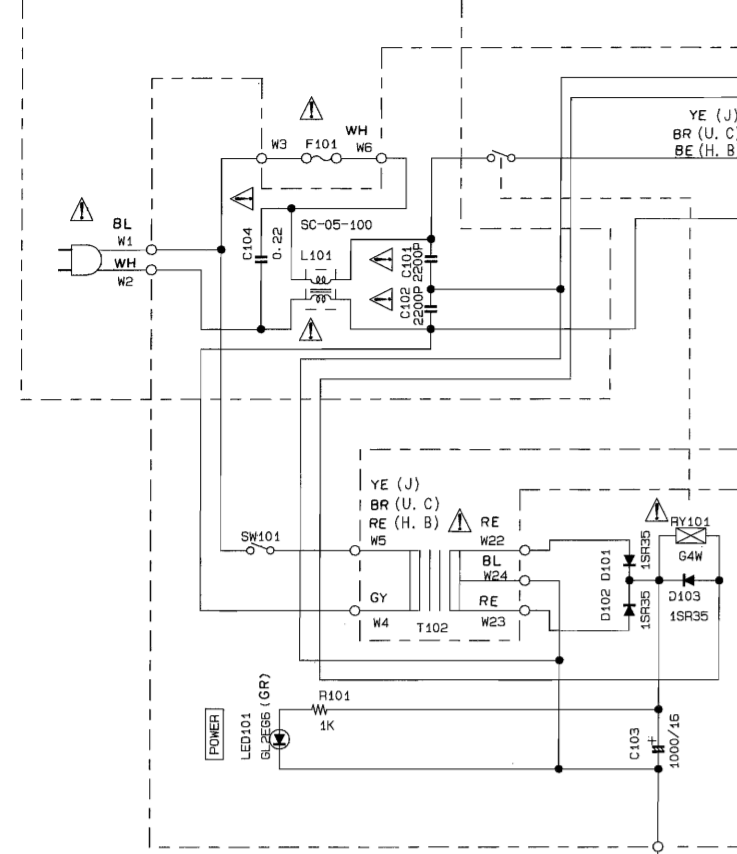 YE (J)
BR (U. C)
BE (H. B
WH
W3 F101 W6
BL
W1
WH
W2
C104
0.22
SC-05-100
L101
C101
2200P
C102
2200P
YE (J)
BR (U. C)
RE (H. B)
SW101
W5
GY
W4
T102
RE
W22
BL
W24
RE
W23
D101
1SR35
D102
1SR35
RY101
G4W
D103
1SR35
POWER
LED101
GL2EG6 (GR)
R101
1K
C103
+
1000/16